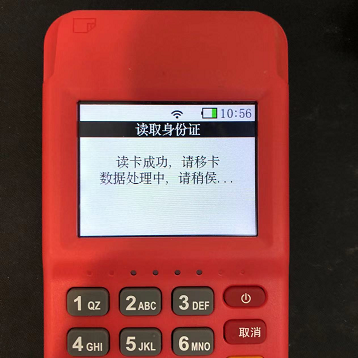 10:56
读取身份证
读卡成功，请移卡
数据处理中，请稍侯...
1 QZ
2 ABC
3 DEF
4 GHI
5 JKL
6 MNO
取消